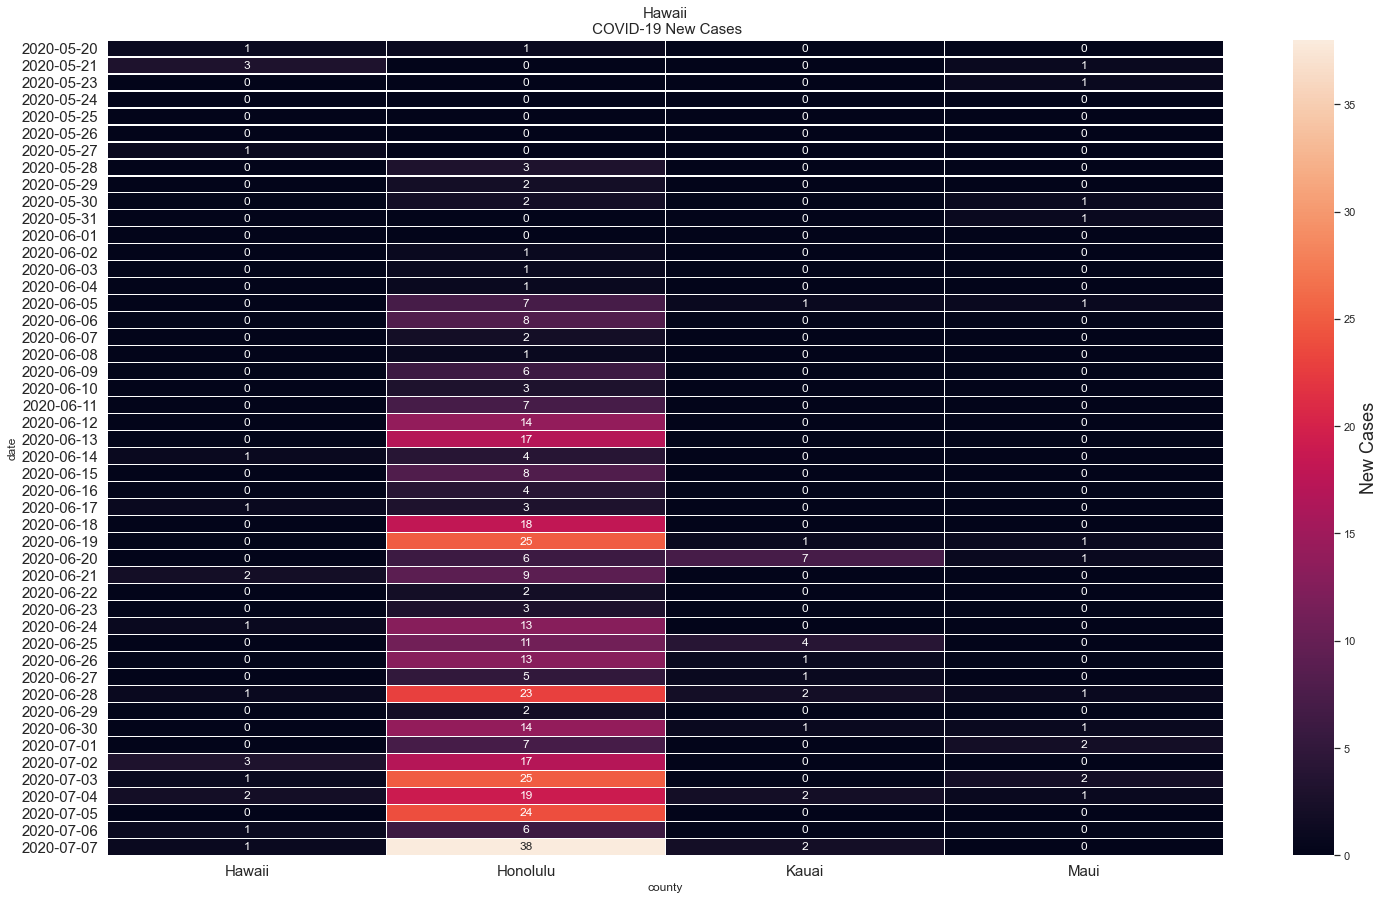 Hawaii
COVID-19 New Cases
2020-05-20 1 1 0 0
2020-05-21 3 0 0 1
2020-05-23 0 0 0 1
2020-05-24 0 0 0 0
2020-05-25 0 0 0 0
2020-05-26 0 0 0 0
2020-05-27 1 0 0 0
2020-05-28 0 3 0 0
2020-05-29 0 2 0 0
2020-05-30 0 2 0 1
2020-05-31 0 0 0 1
2020-06-01 0 0 0 0
2020-06-02 0 1 0 0
2020-06-03 0 1 0 0
2020-06-04 0 1 0 0
2020-06-05 0 7 1 1
2020-06-06 0 8 0 0
2020-06-07 0 2 0 0
2020-06-08 0 1 0 0
2020-06-09 0 6 0 0
2020-06-10 0 3 0 0
2020-06-11 0 7 0 0
2020-06-12 0 14 0 0
2020-06-13 0 17 0 0
2020-06-14 1 4 0 0
2020-06-15 0 8 0 0
2020-06-16 0 4 0 0
2020-06-17 1 3 0 0
2020-06-18 0 18 0 0
2020-06-19 0 25 1 1
2020-06-20 0 6 7 1
2020-06-21 2 9 0 0
2020-06-22 0 2 0 0
2020-06-23 0 3 0 0
2020-06-24 1 13 0 0
2020-06-25 0 11 4 0
2020-06-26 0 13 1 0
2020-06-27 0 5 1 0
2020-06-28 1 23 2 1
2020-06-29 0 2 0 0
2020-06-30 0 14 1 1
2020-07-01 0 7 0 2
2020-07-02 3 17 0 0
2020-07-03 1 25 0 2
2020-07-04 2 19 2 1
2020-07-05 0 24 0 0
2020-07-06 1 6 0 0
2020-07-07 1 38 2 0
date
Hawaii Honolulu Kauai Maui
county
35
30
25
20
15
10
5
0
New Cases